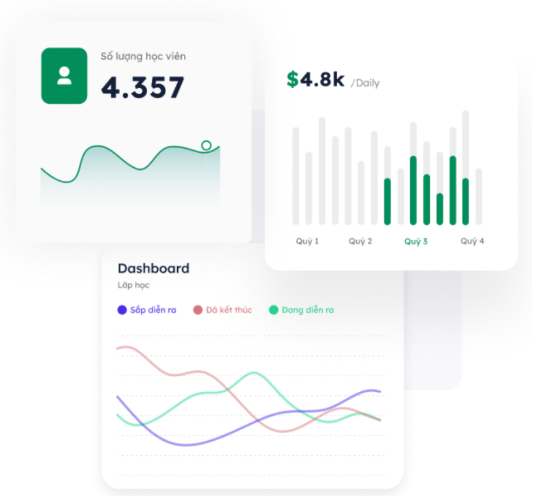 Số lượng học viên
4.357
$4.8k /Daily
Quý 1 Quý 2 Quý 3 Quý 4
Dashboard
Lớp học
Sắp diễn ra Đã kết thúc Đang diễn ra